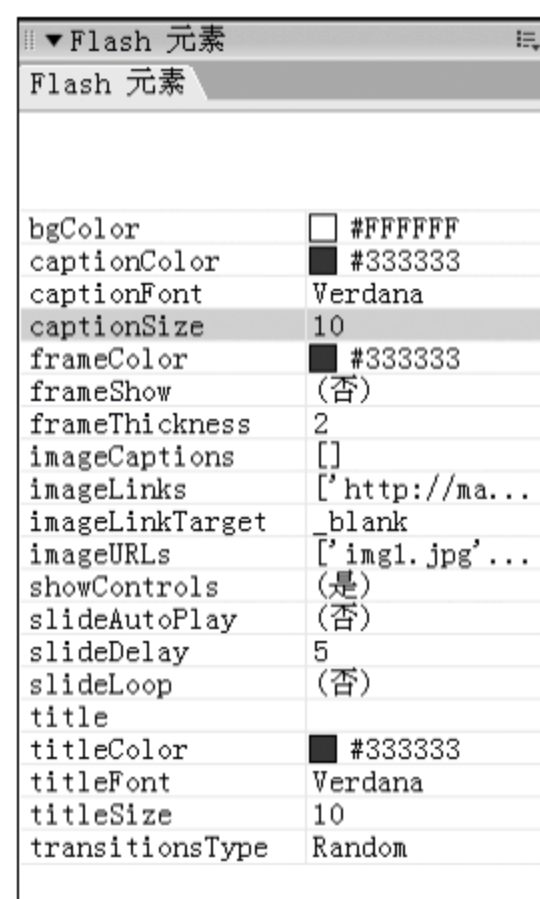 Flash 元素
Flash 元素
bgColor #FFFFFF
captionColor #333333
captionFont Verdana
captionSize 10
frameColor #333333
frameShow (否)
frameThickness 2
imageCaptions []
imageLinks ['http://ma...
imageLinkTarget _blank
imageURLs ['img1.jpg'...
showControls (是)
slideAutoPlay (否)
slideDelay 5
slideLoop (否)
title
titleColor #333333
titleFont Verdana
titleSize 10
transitionsType Random